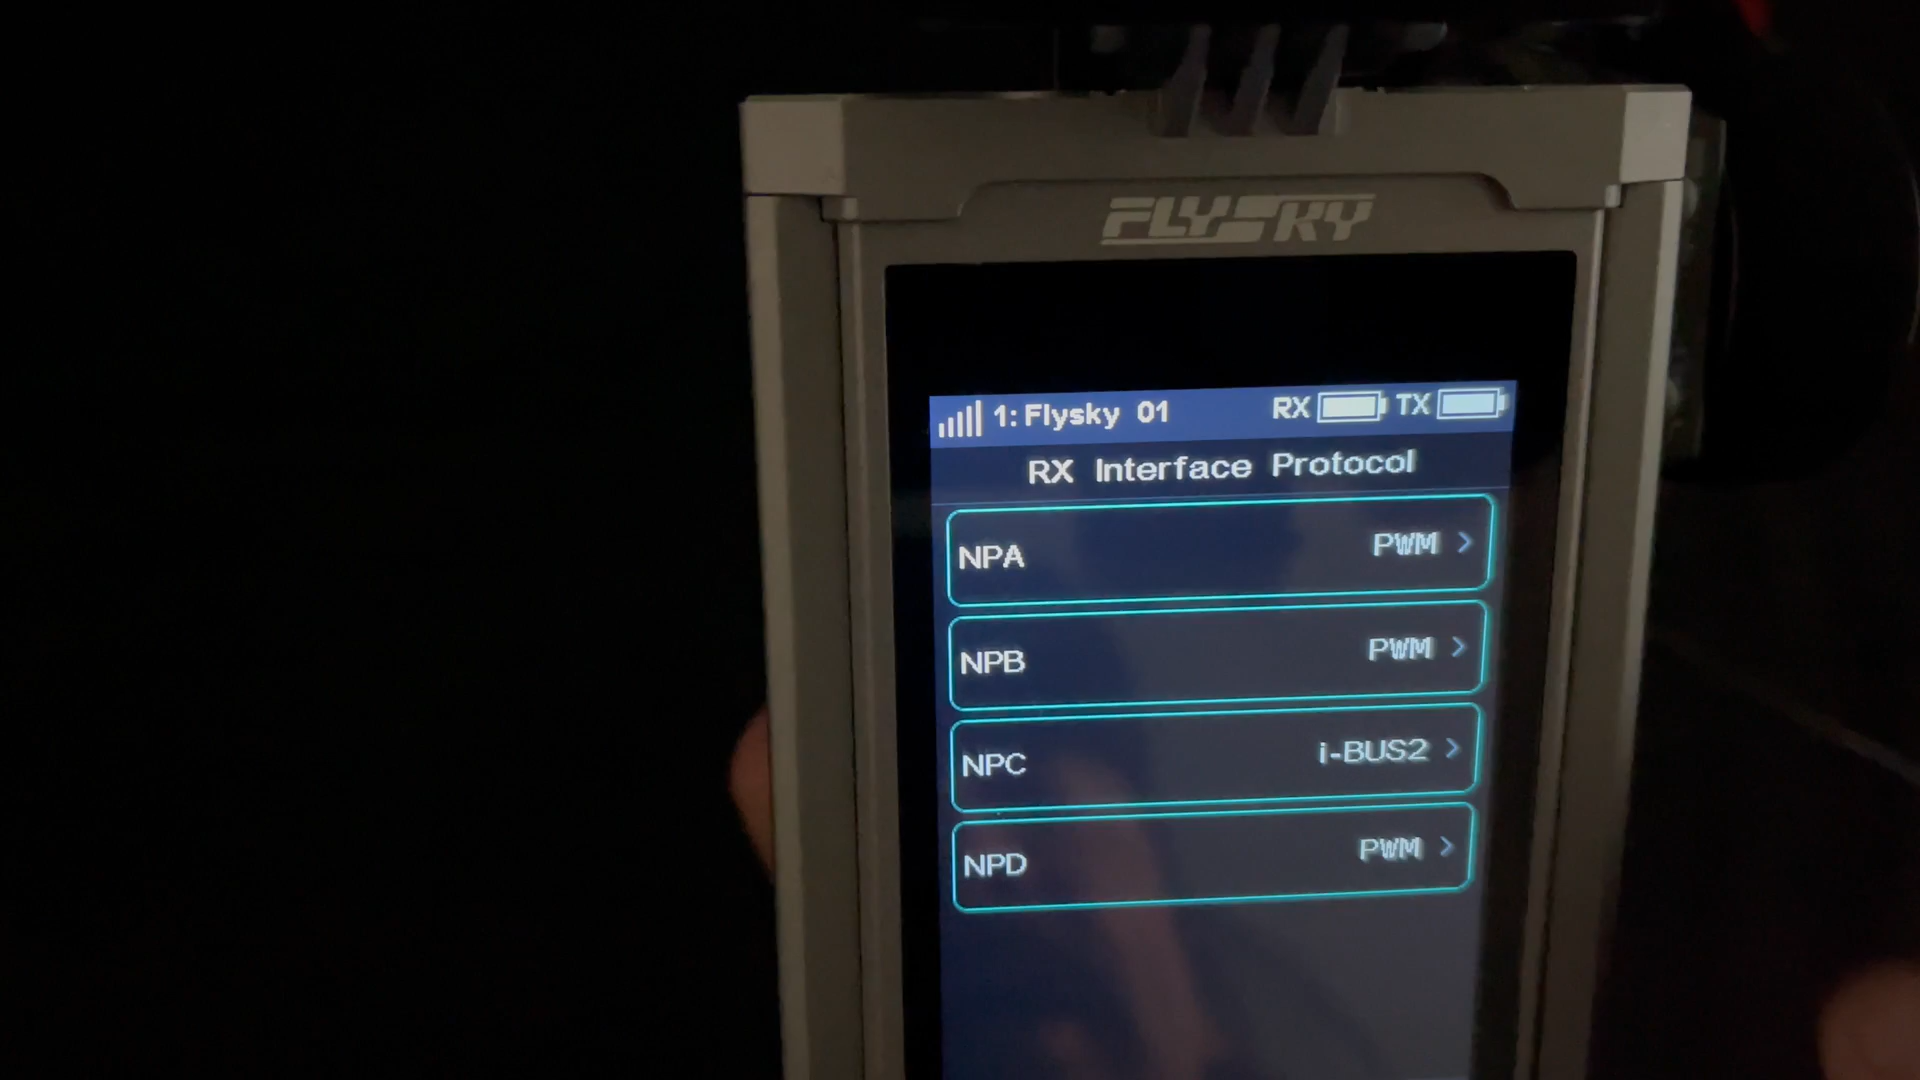 FLYSKY
1: Flysky 01 RX TX
RX Interface Protocol
NPA PWM >
NPB PWM >
NPC i-BUS2 >
NPD PWM >